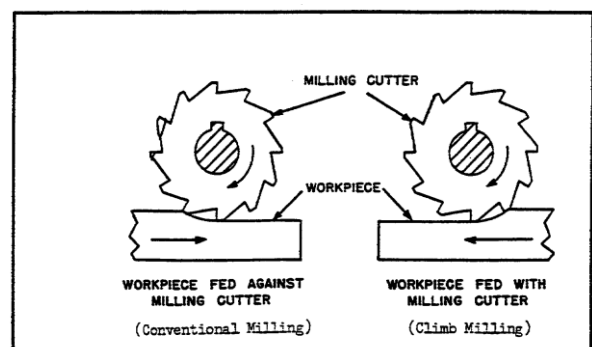 MILLING CUTTER
WORKPIECE
WORKPIECE FED AGAINST
MILLING CUTTER
(Conventional Milling)
WORKPIECE FED WITH
MILLING CUTTER
(Climb Milling)